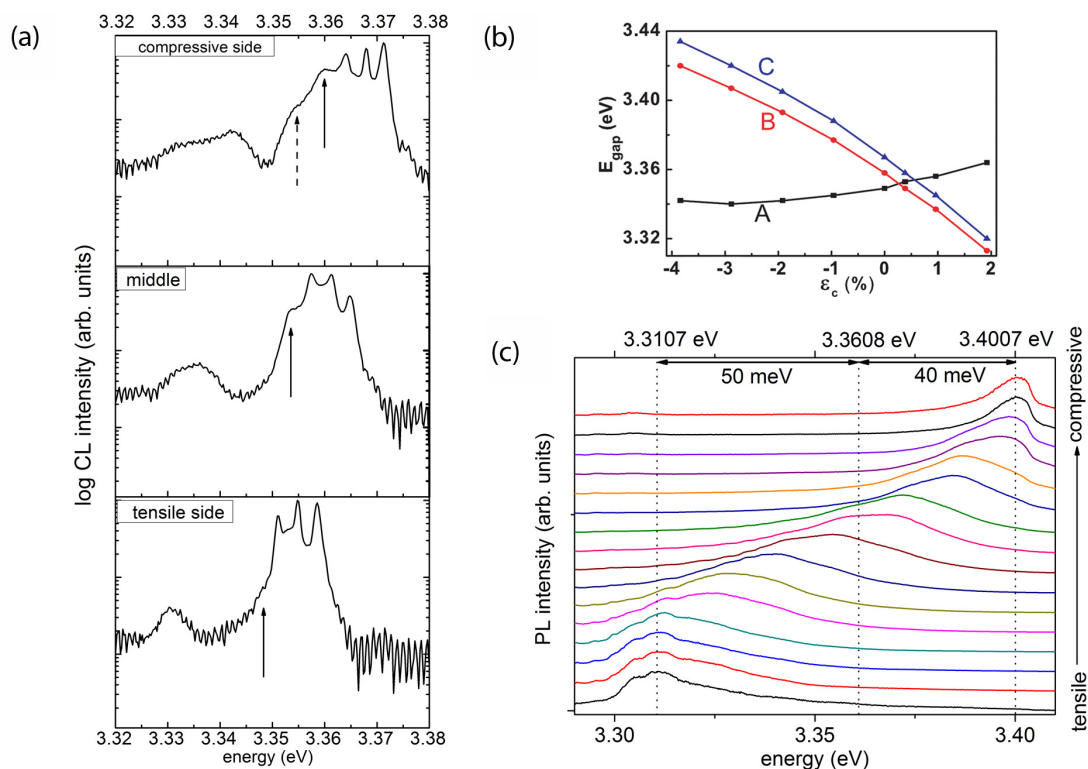 (a)
3.32 3.33 3.34 3.35 3.36 3.37 3.38
compressive side
middle
tensile side
log CL intensity (arb. units)
3.32 3.33 3.34 3.35 3.36 3.37 3.38
energy (eV)
(b)
3.44
3.40
3.36
3.32
E_gap (eV)
C
B
A
-4 -3 -2 -1 0 1 2
ε_c (%)
(c)
3.3107 eV 3.3608 eV 3.4007 eV
50 meV 40 meV
PL intensity (arb. units)
tensile compressive
3.30 3.35 3.40
energy (eV)